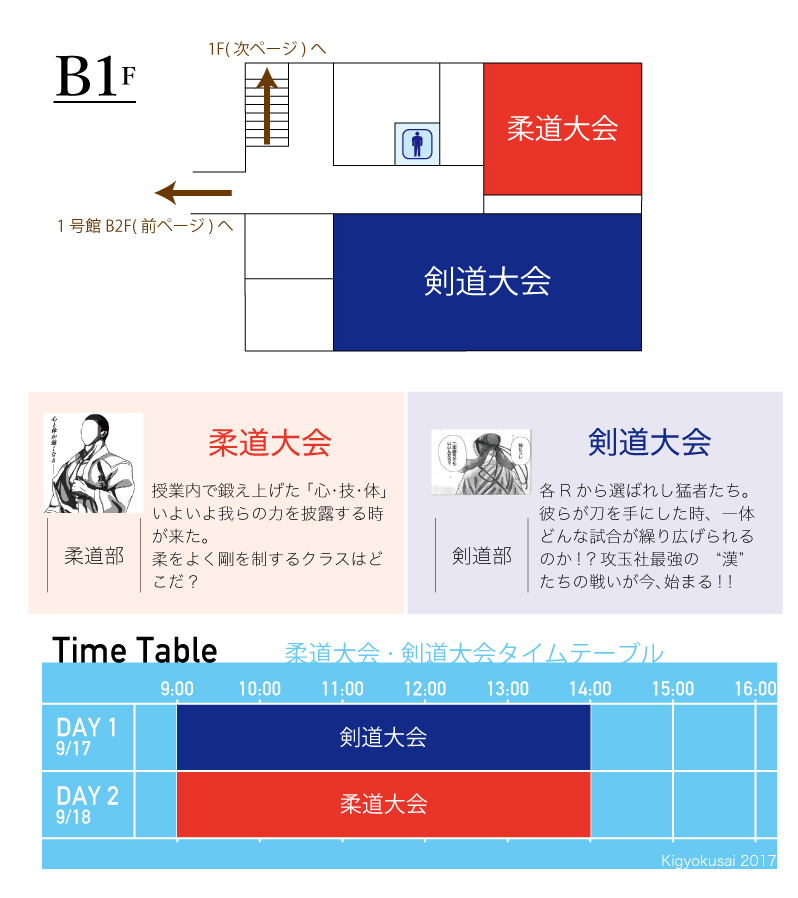 B1F
1F(次ページ)へ
柔道大会
1号館B2F(前ページ)へ
剣道大会
柔道大会
授業内で鍛え上げた「心・技・体」
いよいよ我らの力を披露する時
が来た。
柔をよく剛を制するクラスはど
こだ？
柔道部
剣道大会
各Rから選ばれし猛者たち。
彼らが刀を手にした時、一体
どんな試合が繰り広げられる
のか！？攻玉社最強の “漢”
たちの戦いが今、始まる！！
剣道部
Time Table
柔道大会・剣道大会タイムテーブル
9:00 10:00 11:00 12:00 13:00 14:00 15:00 16:00
DAY 1
9/17
剣道大会
DAY 2
9/18
柔道大会
Kigyokusai 2017